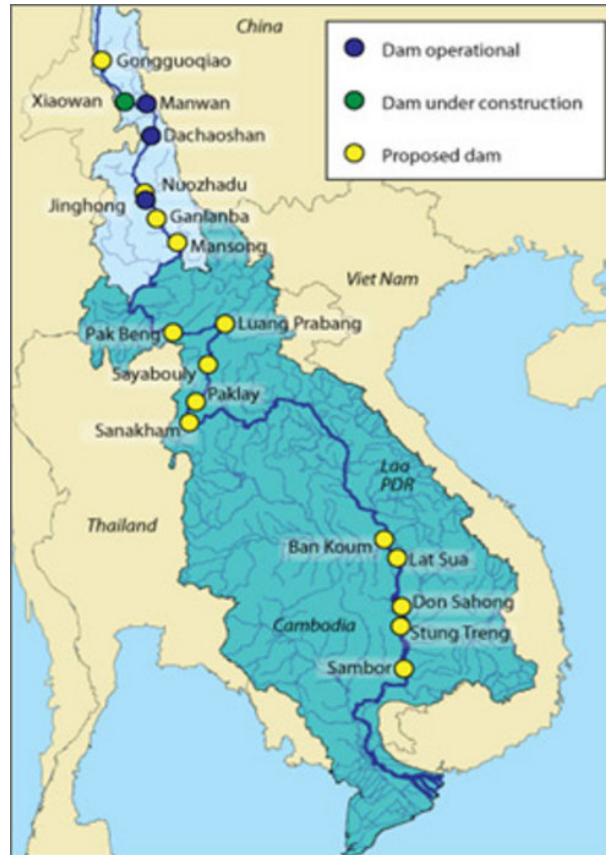 China
Dam operational
Dam under construction
Proposed dam
Gongguoqiao
Xiaowan
Manwan
Dachaoshan
Nuozhadu
Jinghong
Ganlanba
Mansong
Viet Nam
Pak Beng
Luang Prabang
Sayabouly
Paklay
Sanakham
Lao
PDR
Thailand
Ban Koum
Lat Sua
Don Sahong
Cambodia
Stung Treng
Sambor